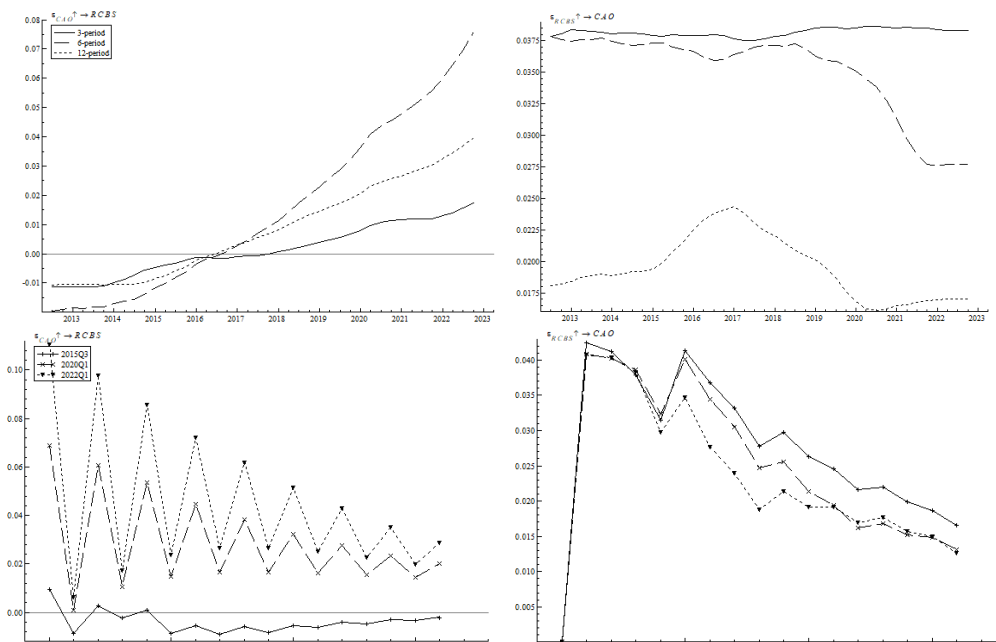 ε_CAO↑ → RCBS
3-period
6-period
12-period
0.08
0.07
0.06
0.05
0.04
0.03
0.02
0.01
0.00
-0.01
2013 2014 2015 2016 2017 2018 2019 2020 2021 2022 2023
ε_RCBS↑ → CAO
0.0375
0.0350
0.0325
0.0300
0.0275
0.0250
0.0225
0.0200
0.0175
2013 2014 2015 2016 2017 2018 2019 2020 2021 2022 2023
ε_CAO↑ → RCBS
2015Q3
2020Q1
2022Q1
0.10
0.08
0.06
0.04
0.02
0.00
ε_RCBS↑ → CAO
0.040
0.035
0.030
0.025
0.020
0.015
0.010
0.005